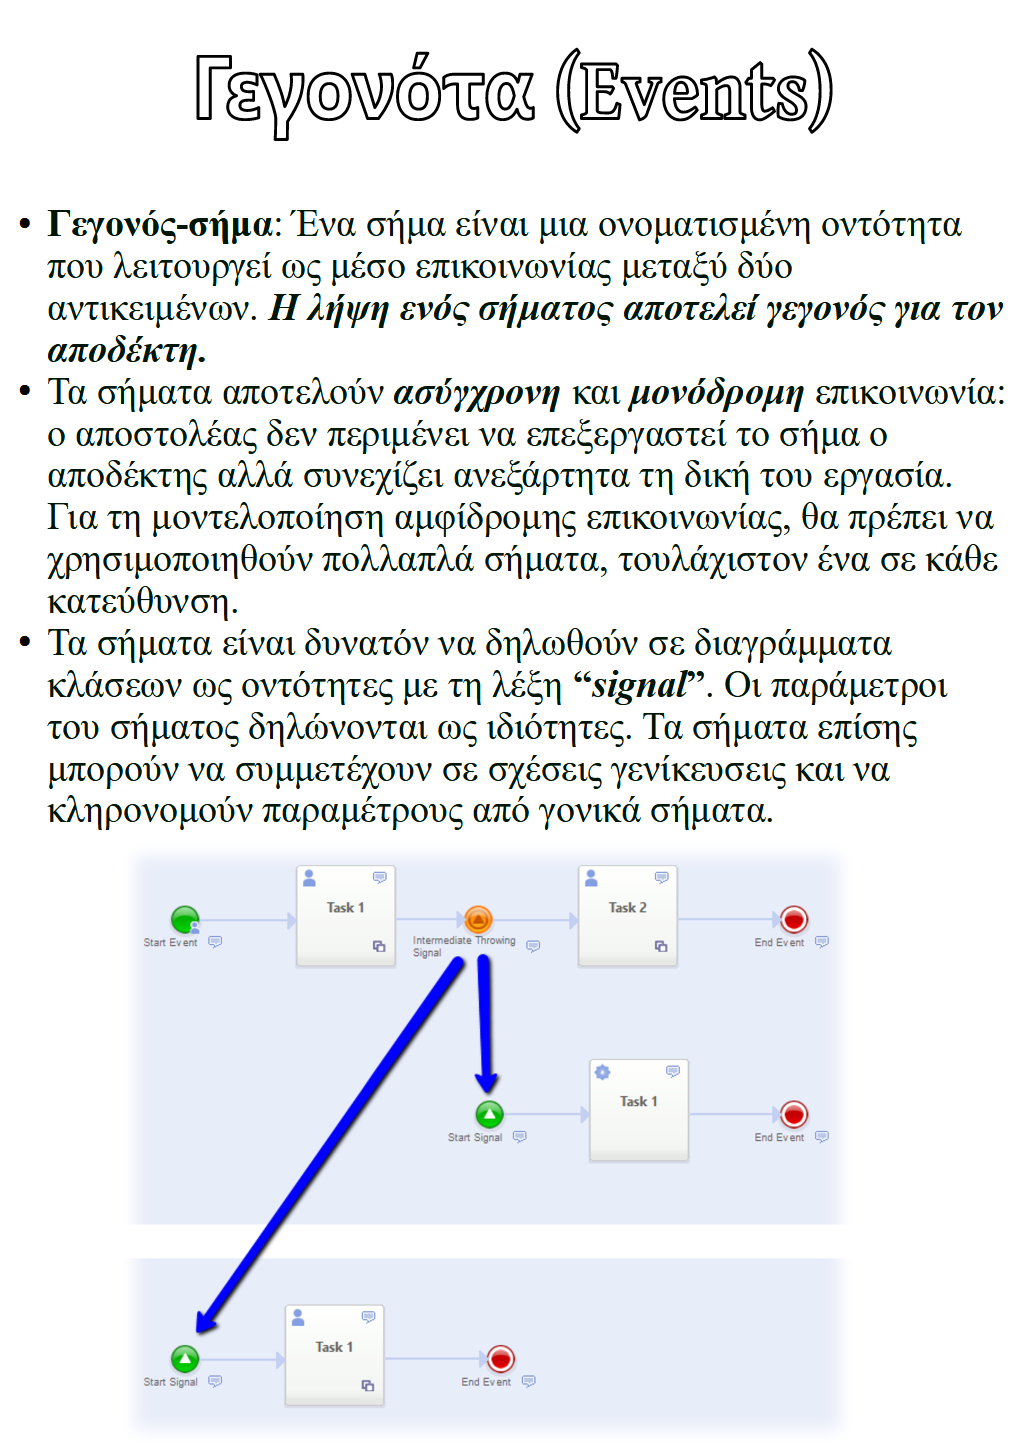 Γεγονότα (Events)
• Γεγονός-σήμα: Ένα σήμα είναι μια ονοματισμένη οντότητα
που λειτουργεί ως μέσο επικοινωνίας μεταξύ δύο
αντικειμένων. Η λήψη ενός σήματος αποτελεί γεγονός για τον
αποδέκτη.
• Τα σήματα αποτελούν ασύγχρονη και μονόδρομη επικοινωνία:
ο αποστολέας δεν περιμένει να επεξεργαστεί το σήμα ο
αποδέκτης αλλά συνεχίζει ανεξάρτητα τη δική του εργασία.
Για τη μοντελοποίηση αμφίδρομης επικοινωνίας, θα πρέπει να
χρησιμοποιηθούν πολλαπλά σήματα, τουλάχιστον ένα σε κάθε
κατεύθυνση.
• Τα σήματα είναι δυνατόν να δηλωθούν σε διαγράμματα
κλάσεων ως οντότητες με τη λέξη “signal”. Οι παράμετροι
του σήματος δηλώνονται ως ιδιότητες. Τα σήματα επίσης
μπορούν να συμμετέχουν σε σχέσεις γενίκευσεις και να
κληρονομούν παραμέτρους από γονικά σήματα.
Task 1
Task 2
Start Event
Intermediate Throwing
Signal
End Event
Task 1
Start Signal
End Event
Task 1
Start Signal
End Event